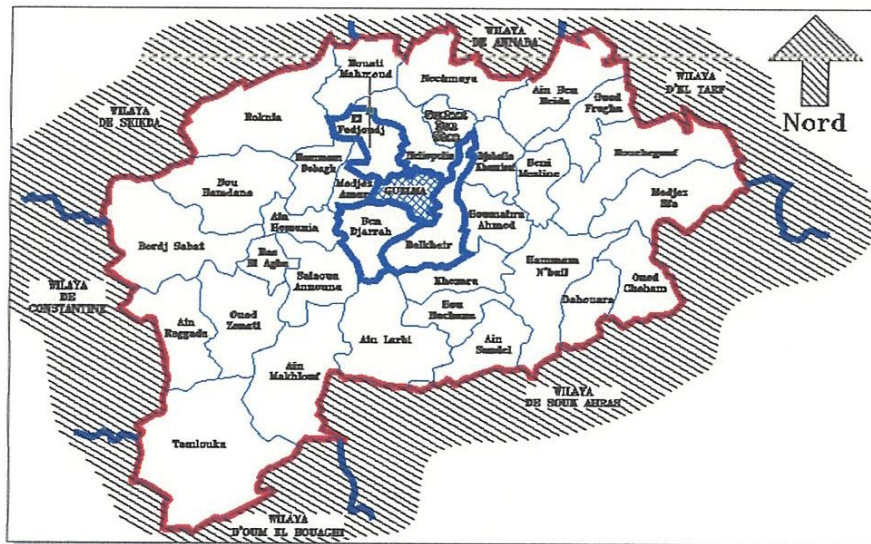 WILAYA
DE ANNABA
WILAYA
D'EL TAEF
Nord
WILAYA
DE SKIKDA
Bouati
Mahmoud
Nechmaya
Ain Ben
Beida
Oued
Fragha
Roknia
El
Fedjoudj
Heliopolis
Djeballa
Khemissi
Beni
Mezline
Bouchegouf
Hammam
Debagh
Medjez
Amar
GUELMA
Medjez
Sfa
Bou
Hamdane
Ain
Hessania
Ben
Djarrah
Boumahra
Ahmed
Belkheir
Bordj Sabat
Ras
El Agba
Salaoua
Announa
Khezara
Hammam
N'bail
Oued
Cheham
Dahouara
WILAYA
DE
CONSTANTINE
Ain
Reggada
Oued
Zenati
Bou
Hachana
Ain Larbi
Ain
Sandel
Ain
Makhlouf
WILAYA
DE SOUK AHRAS
Tamlouka
WILAYA
D'OUM EL BOUAGHI